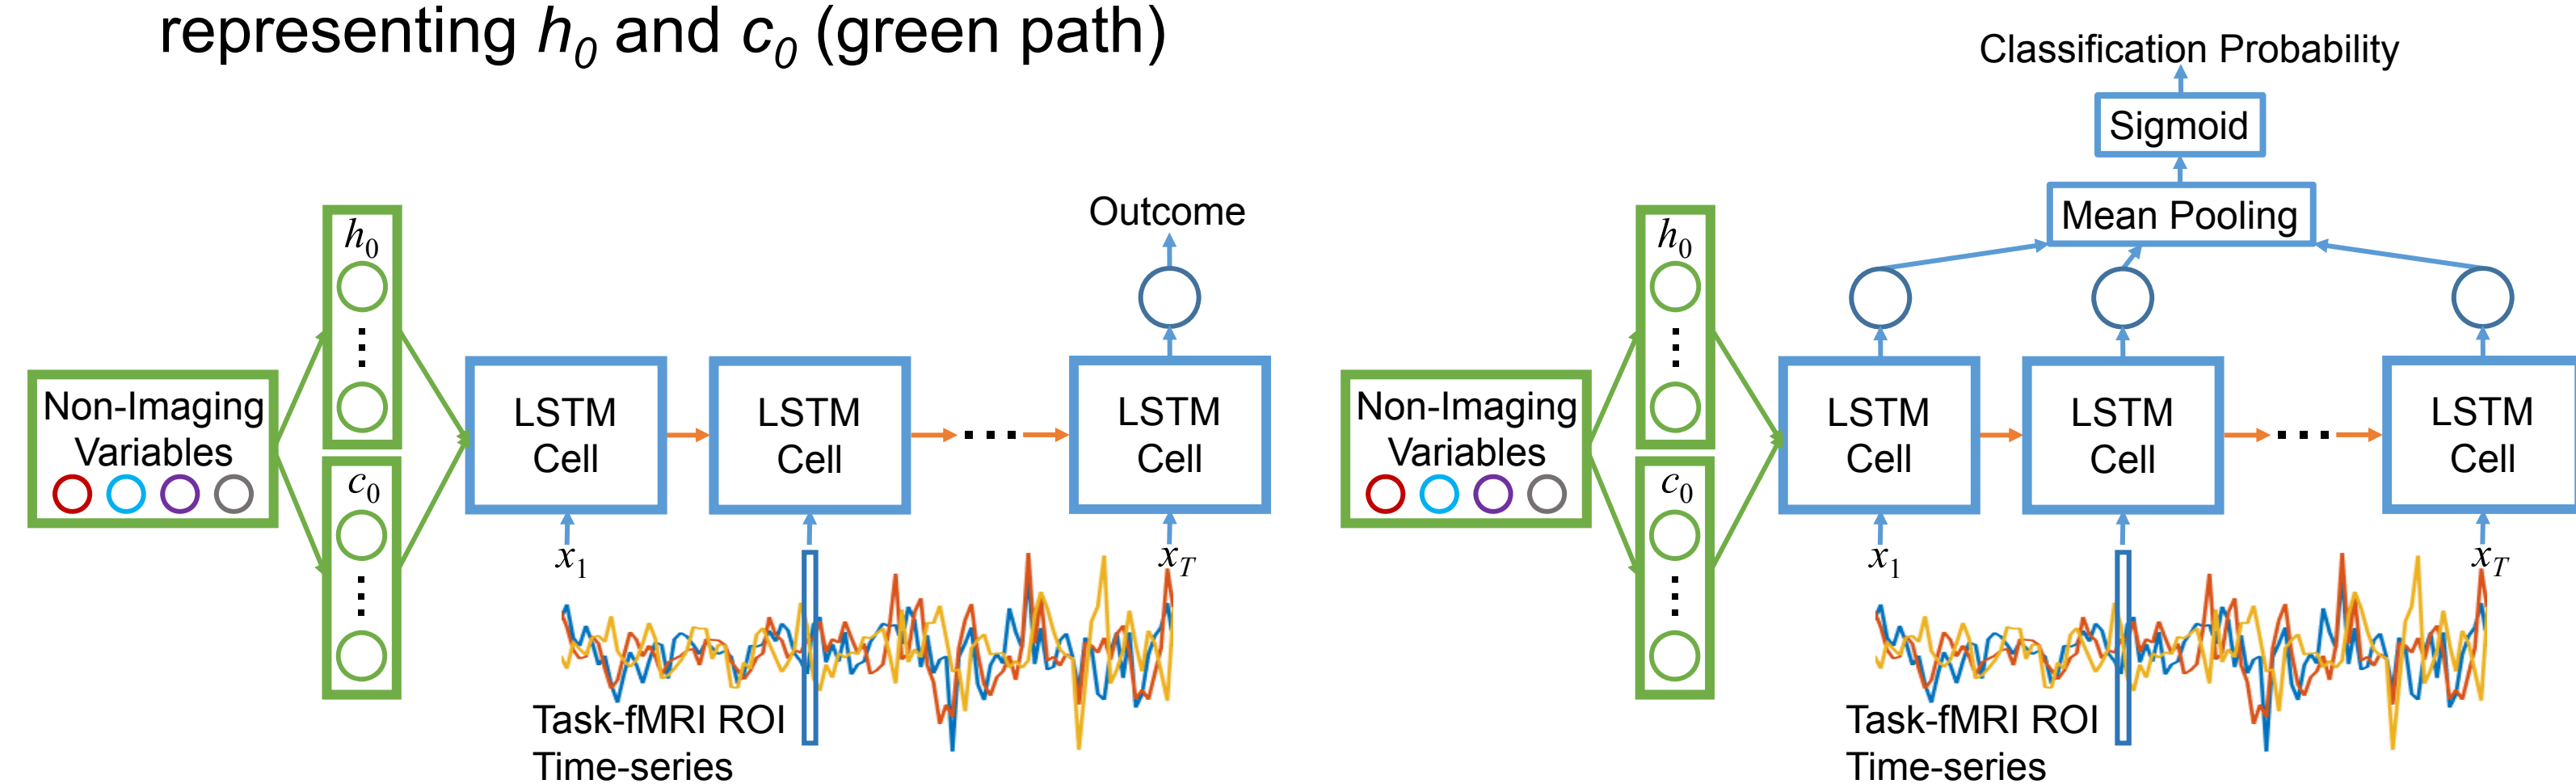 representing h0 and c0 (green path)
Outcome
h0
Non-Imaging
Variables
c0
LSTM
Cell
LSTM
Cell
...
LSTM
Cell
x1
xT
Task-fMRI ROI
Time-series
Classification Probability
Sigmoid
Mean Pooling
h0
Non-Imaging
Variables
c0
LSTM
Cell
LSTM
Cell
...
LSTM
Cell
x1
xT
Task-fMRI ROI
Time-series